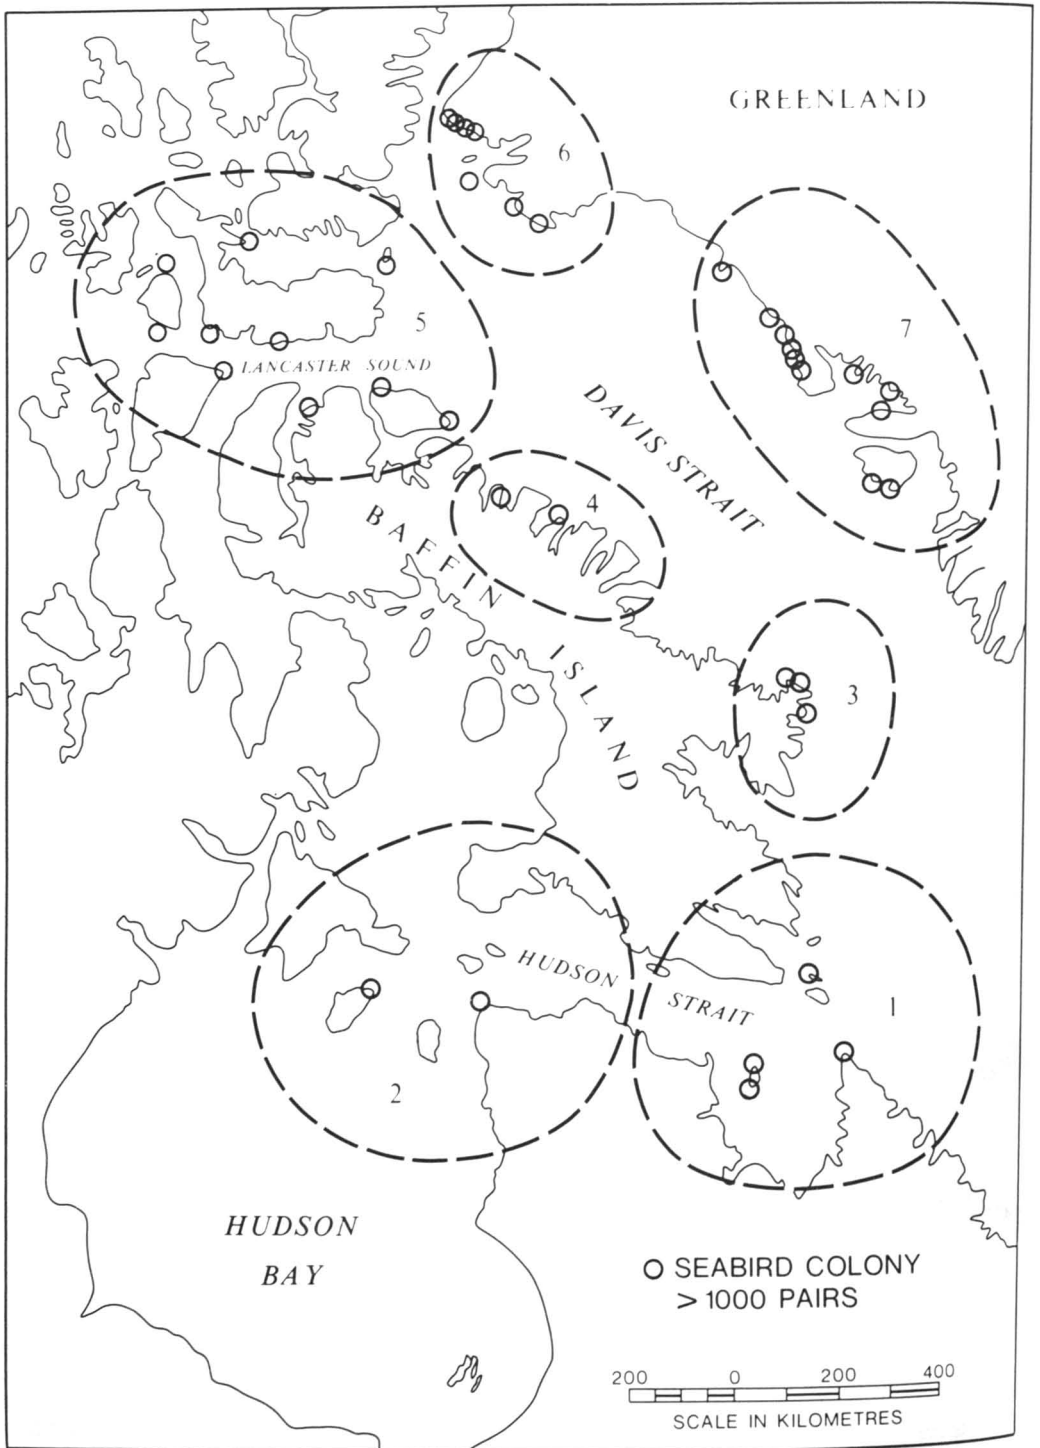 GREENLAND
6
7
5
LANCASTER SOUND
DAVIS STRAIT
4
BAFFIN
ISLAND
3
HUDSON
STRAIT
1
2
HUDSON
BAY
SEABIRD COLONY
> 1000 PAIRS
200 0 200 400
SCALE IN KILOMETRES